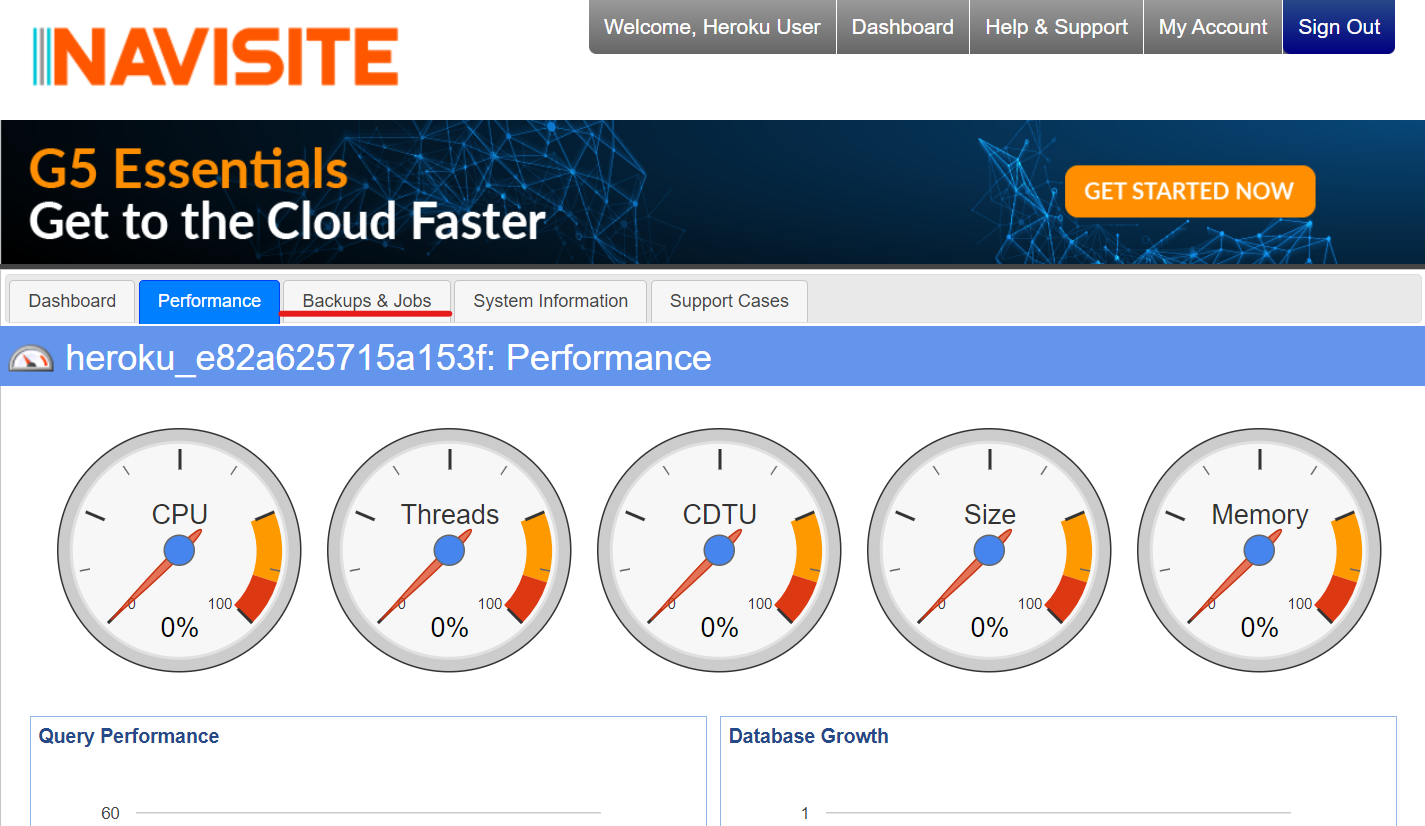 NAVISITE
Welcome, Heroku User Dashboard Help & Support My Account Sign Out
G5 Essentials
Get to the Cloud Faster
GET STARTED NOW
Dashboard Performance Backups & Jobs System Information Support Cases
heroku_e82a625715a153f: Performance
CPU Threads CDTU Size Memory
0 100 0 100 0 100 0 100 0 100
0% 0% 0% 0% 0%
Query Performance Database Growth
60 1